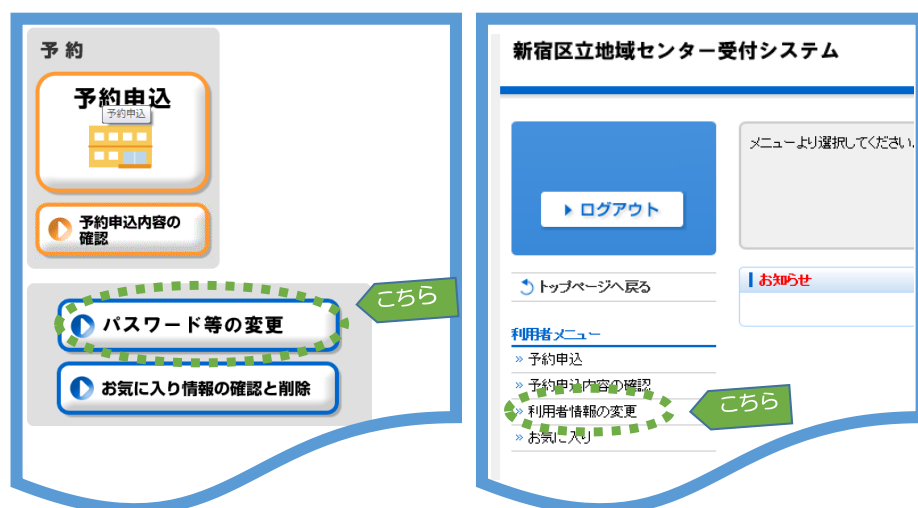 予約
予約申込
予約申込
予約申込内容の
確認
こちら
パスワード等の変更
お気に入り情報の確認と削除
新宿区立地域センター受付システム
メニューより選択してください。
ログアウト
トップページへ戻る
お知らせ
利用者メニュー
» 予約申込
» 予約申込内容の確認
» 利用者情報の変更
こちら
» お気に入り